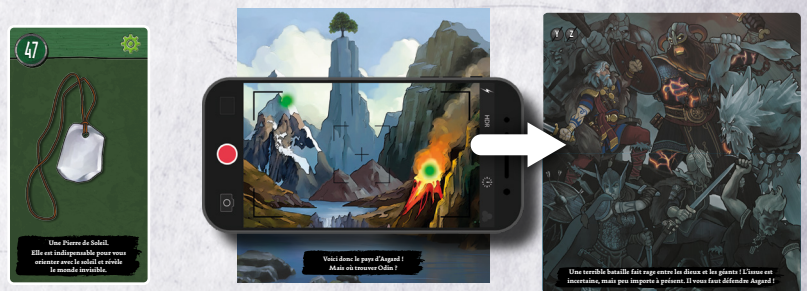 47
Une Pierre de Soleil.
Elle est indispensable pour vous
orienter avec le soleil et révèle
le monde invisible.
HDR
Voici donc le pays d'Asgard !
Mais où trouver Odin ?
Y Z
Une terrible bataille fait rage entre les dieux et les géants ! L'issue est
incertaine, mais peu importe à présent. Il vous faut défendre Asgard !